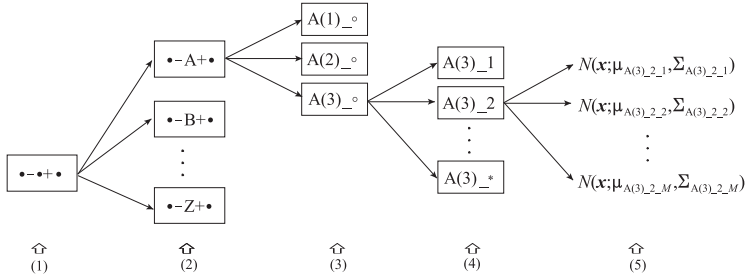 •-•+•
•-A+•
•-B+•
•-Z+•
A(1)_○
A(2)_○
A(3)_○
A(3)_1
A(3)_2
A(3)_*
N(x;μA(3)_2_1,ΣA(3)_2_1)
N(x;μA(3)_2_2,ΣA(3)_2_2)
N(x;μA(3)_2_M,ΣA(3)_2_M)
(1) (2) (3) (4) (5)